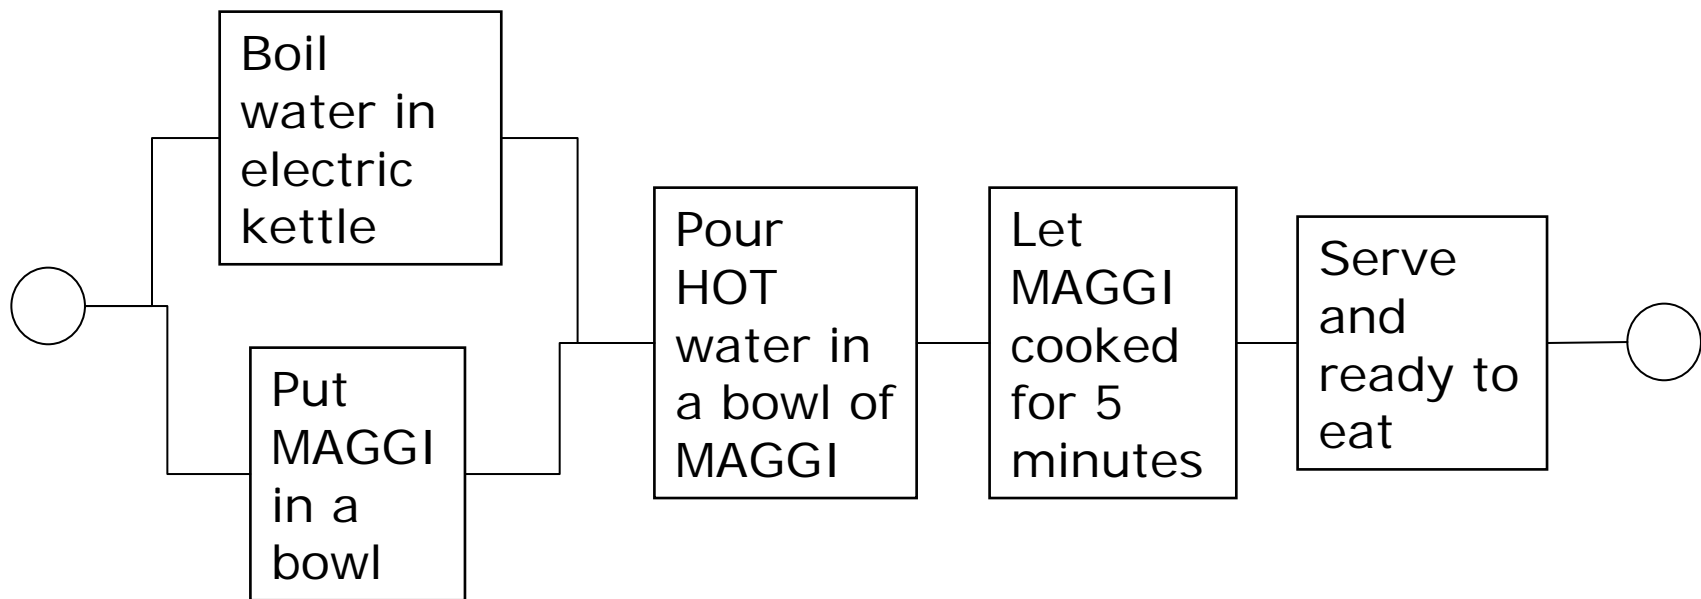 Boil
water in
electric
kettle
Put
MAGGI
in a
bowl
Pour
HOT
water in
a bowl of
MAGGI
Let
MAGGI
cooked
for 5
minutes
Serve
and
ready to
eat